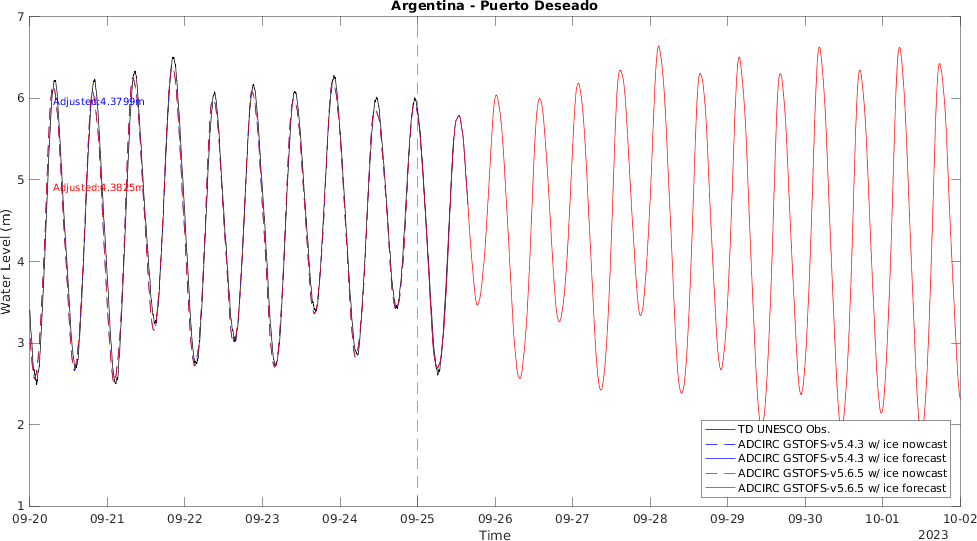 Argentina - Puerto Deseado
7
6
5
4
3
2
1
Water Level (m)
Adjusted:4.3799m
Adjusted:4.3825m
TD UNESCO Obs.
ADCIRC GSTOFS-v5.4.3 w/ ice nowcast
ADCIRC GSTOFS-v5.4.3 w/ ice forecast
ADCIRC GSTOFS-v5.6.5 w/ ice nowcast
ADCIRC GSTOFS-v5.6.5 w/ ice forecast
09-20 09-21 09-22 09-23 09-24 09-25 09-26 09-27 09-28 09-29 09-30 10-01 10-02
Time
2023